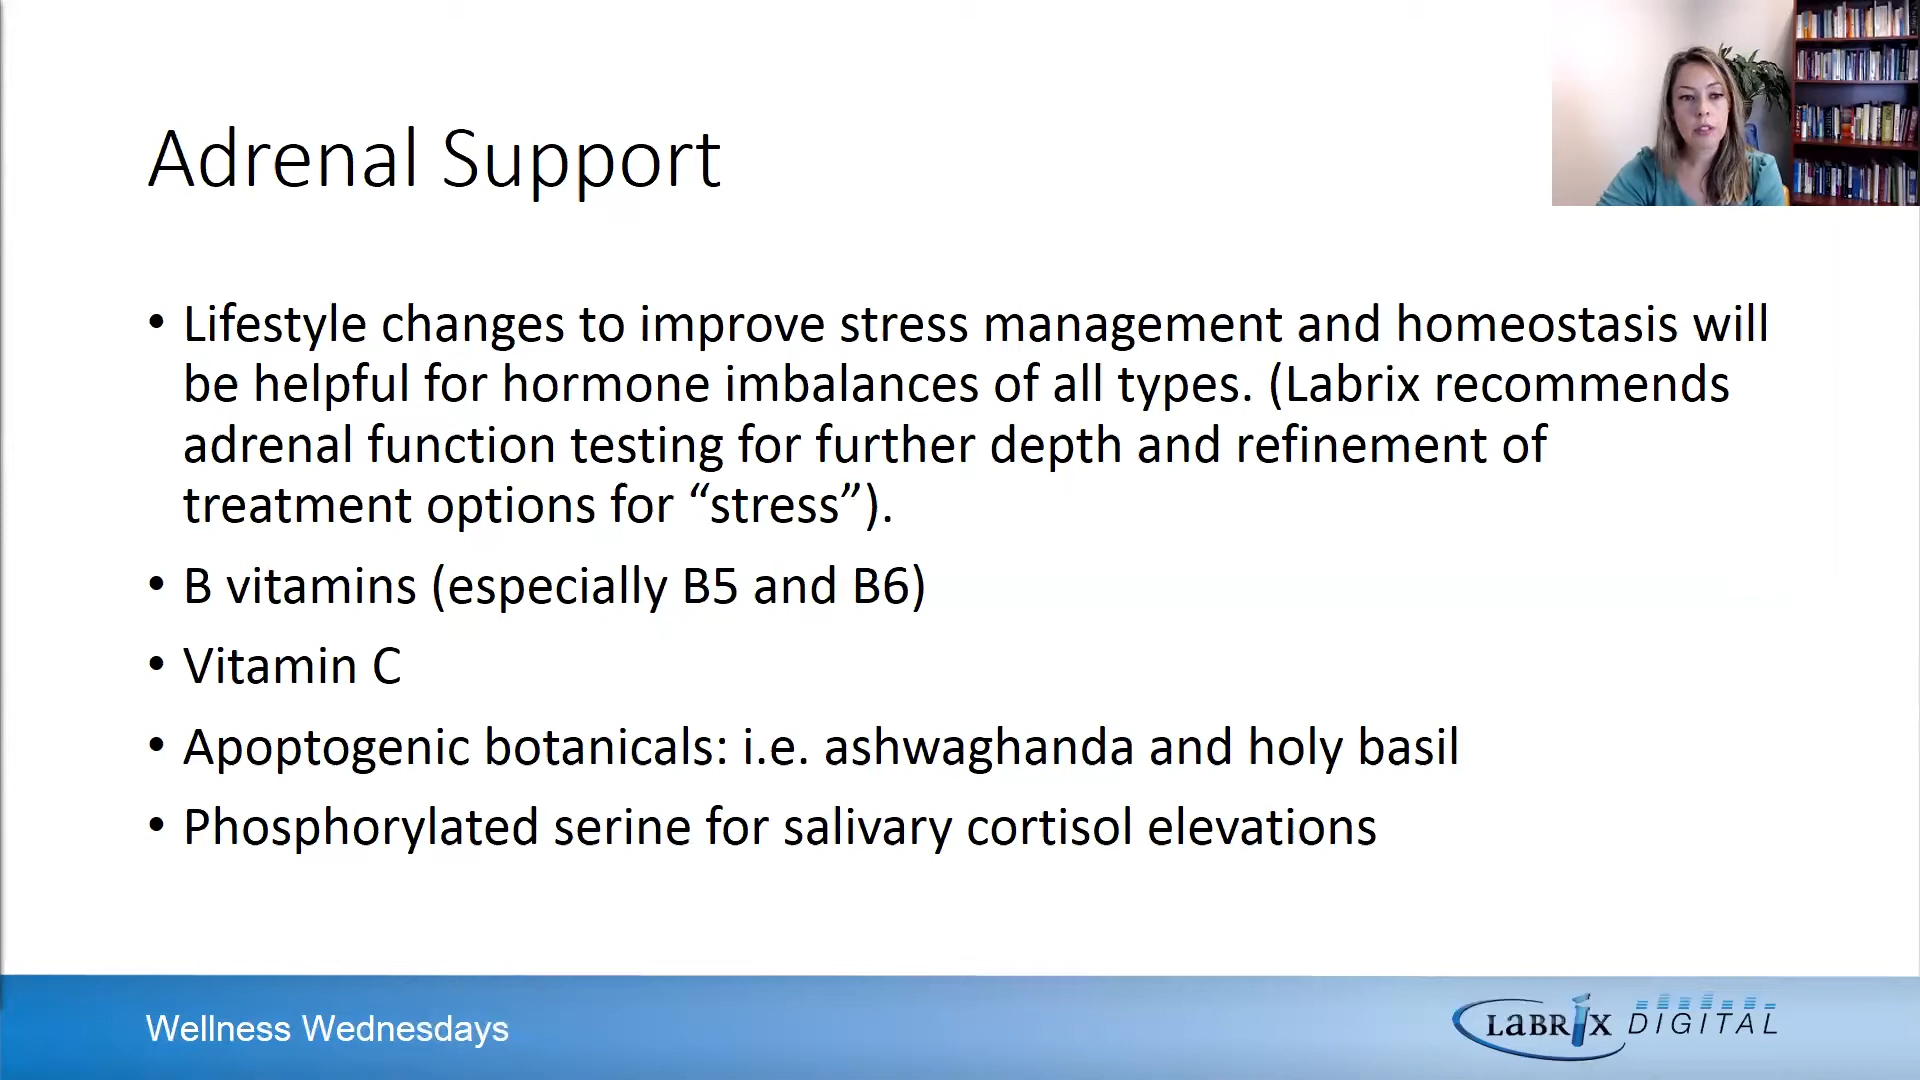 Adrenal Support
• Lifestyle changes to improve stress management and homeostasis will
be helpful for hormone imbalances of all types. (Labrix recommends
adrenal function testing for further depth and refinement of
treatment options for “stress”).
• B vitamins (especially B5 and B6)
• Vitamin C
• Apoptogenic botanicals: i.e. ashwaghanda and holy basil
• Phosphorylated serine for salivary cortisol elevations
Wellness Wednesdays
LABRIX DIGITAL